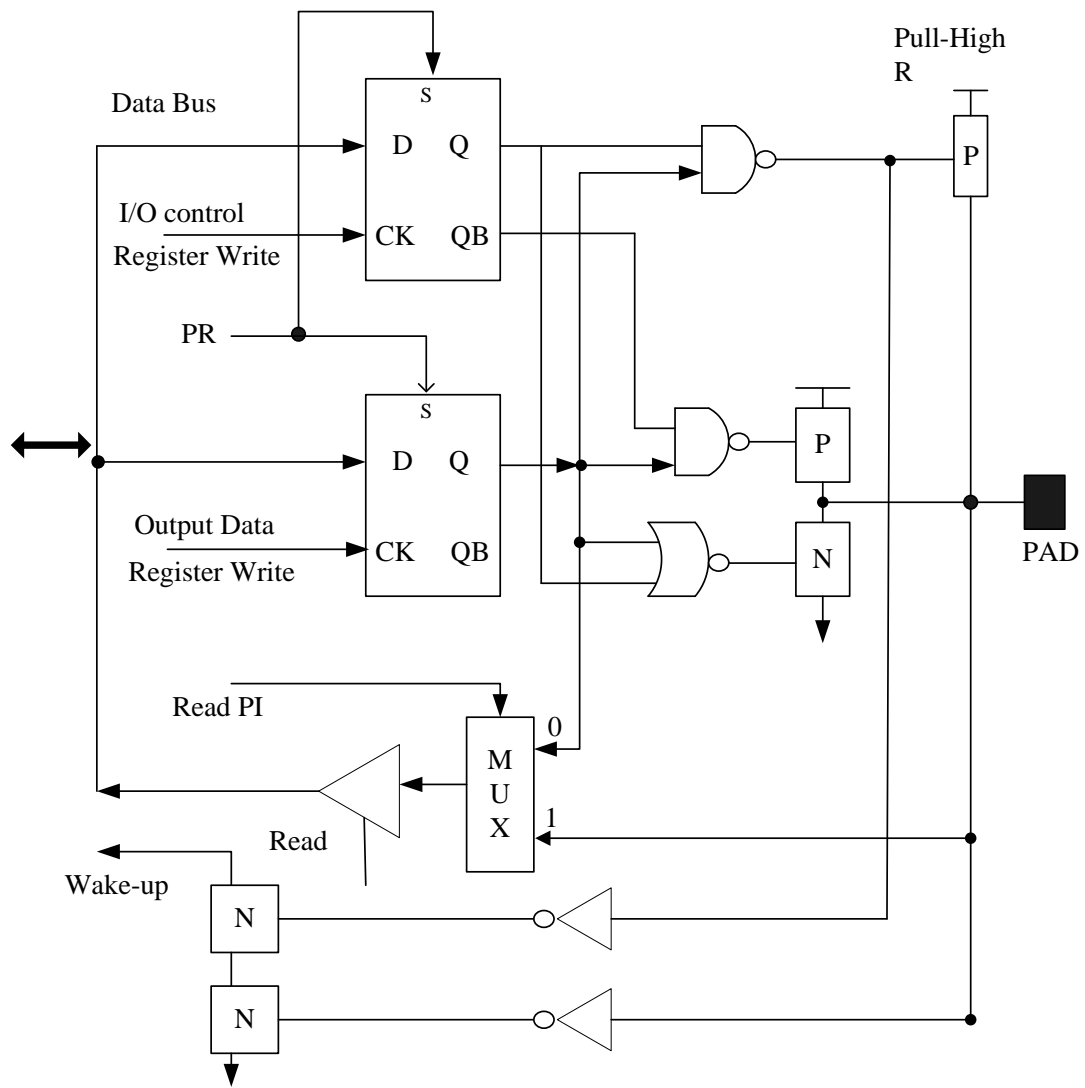 Pull-High
R
Data Bus
S
D
Q
P
I/O control
Register Write
CK
QB
PR
S
D
Q
P
Output Data
Register Write
CK
QB
N
PAD
Read PI
0
M
U
X
1
Read
Wake-up
N
N